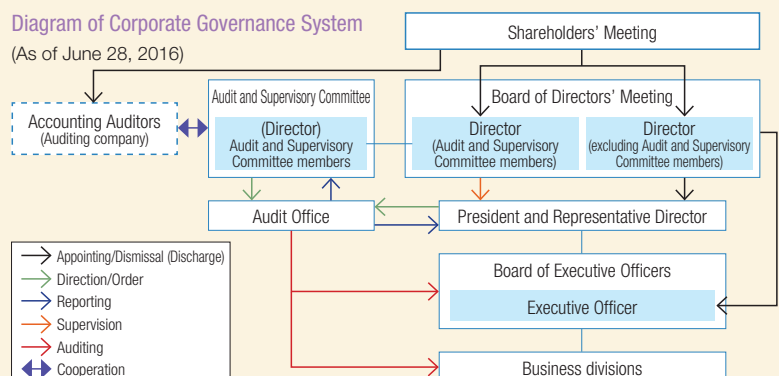 Diagram of Corporate Governance System
(As of June 28, 2016)
Shareholders' Meeting
Accounting Auditors
(Auditing company)
Audit and Supervisory Committee
(Director)
Audit and Supervisory
Committee members
Board of Directors' Meeting
Director
(Audit and Supervisory
Committee members)
Director
(excluding Audit and Supervisory
Committee members)
Audit Office
President and Representative Director
Board of Executive Officers
Executive Officer
Business divisions
Appointing/Dismissal (Discharge)
Direction/Order
Reporting
Supervision
Auditing
Cooperation